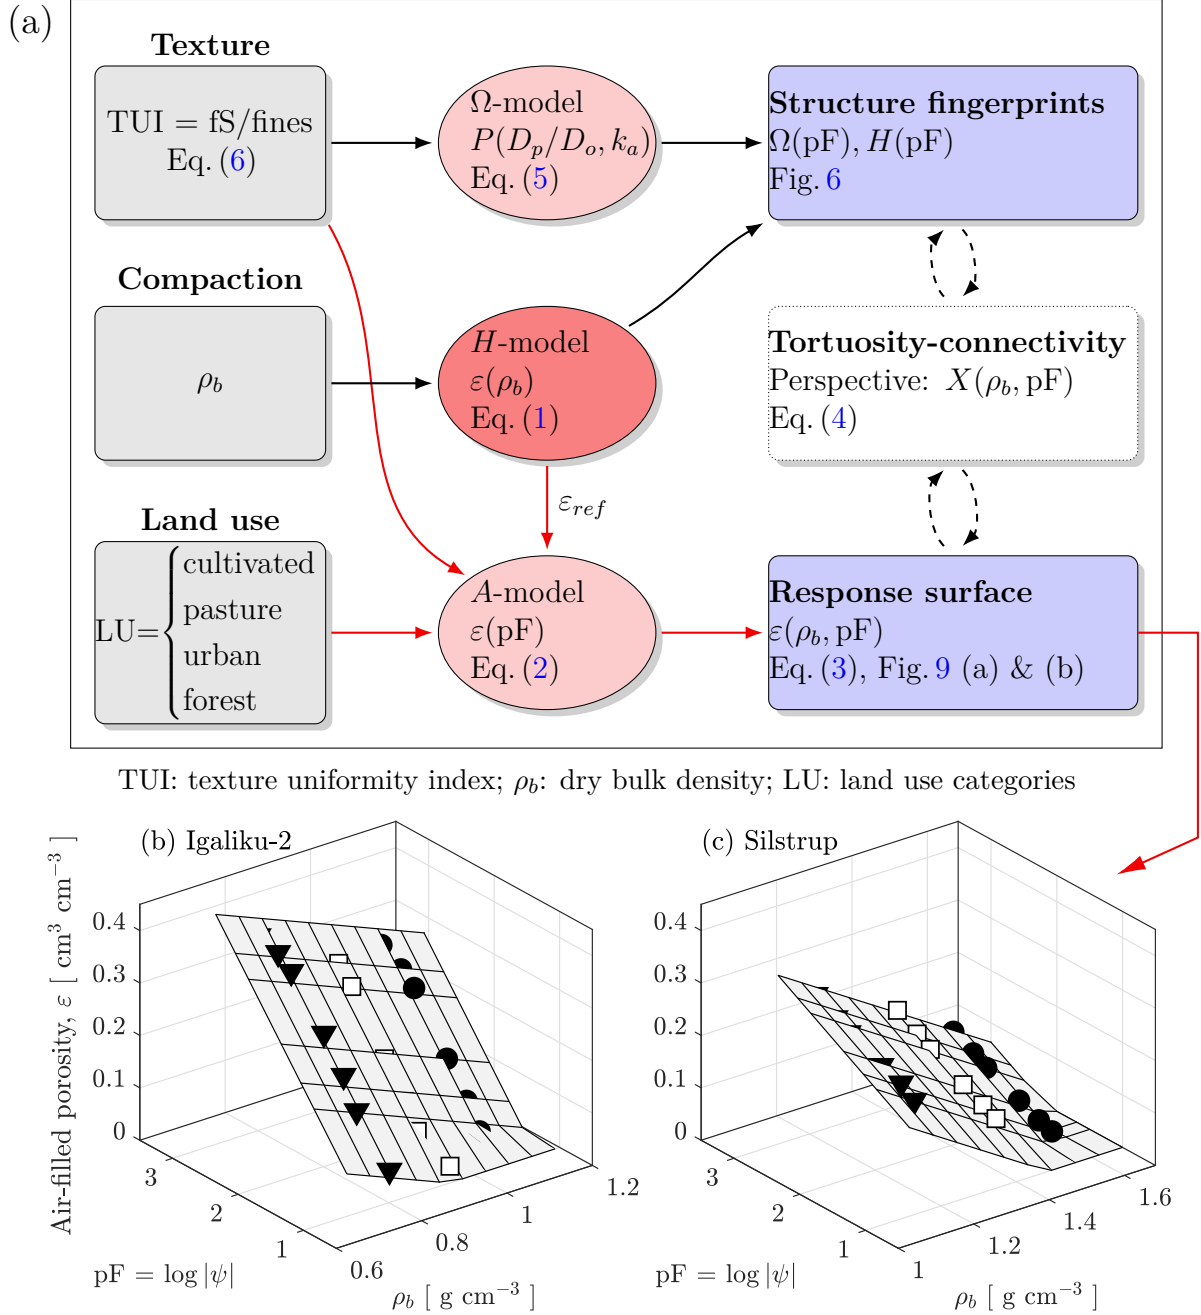 (a)
Texture
TUI = fS/fines
Eq. (6)
Ω-model
P(D_p/D_o, k_a)
Eq. (5)
Structure fingerprints
Ω(pF), H(pF)
Fig. 6
Compaction
ρ_b
H-model
ε(ρ_b)
Eq. (1)
Tortuosity-connectivity
Perspective: X(ρ_b, pF)
Eq. (4)
ε_ref
Land use
LU={
cultivated
pasture
urban
forest
A-model
ε(pF)
Eq. (2)
Response surface
ε(ρ_b, pF)
Eq. (3), Fig. 9 (a) & (b)
TUI: texture uniformity index; ρ_b: dry bulk density; LU: land use categories
(b) Igaliku-2
Air-filled porosity, ε [ cm³ cm⁻³ ]
0.4
0.3
0.2
0.1
0
3
2
1
pF = log |ψ|
0.6
0.8
1
1.2
ρ_b [ g cm⁻³ ]
(c) Silstrup
0.4
0.3
0.2
0.1
0
3
2
1
pF = log |ψ|
1
1.2
1.4
1.6
ρ_b [ g cm⁻³ ]